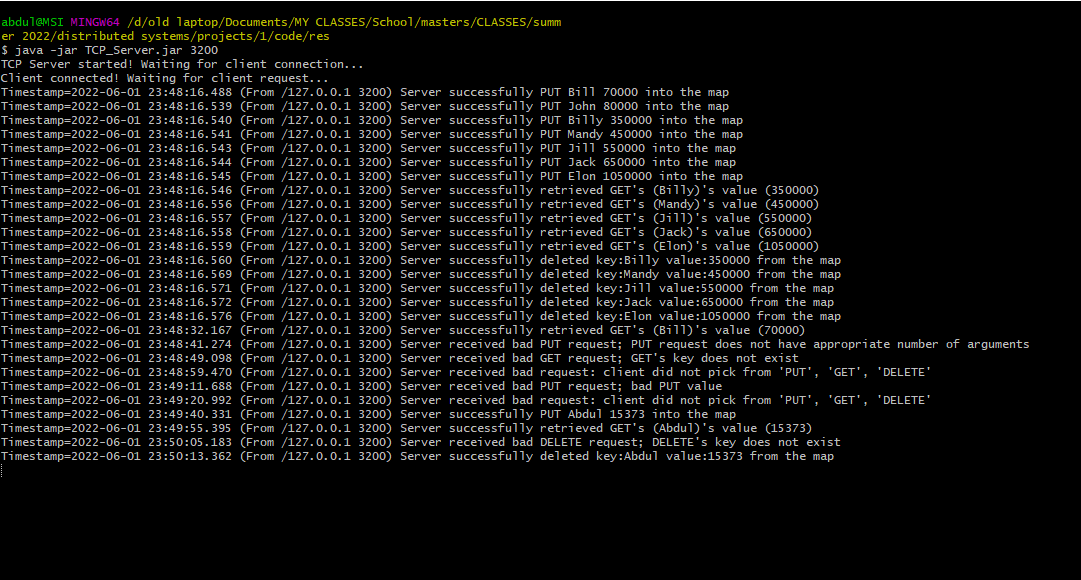 abdul@MSI MINGW64 /d/old laptop/Documents/MY CLASSES/School/masters/CLASSES/summ
er 2022/distributed systems/projects/1/code/res
$ java -jar TCP_Server.jar 3200
TCP Server started! Waiting for client connection...
Client connected! Waiting for client request...
Timestamp=2022-06-01 23:48:16.488 (From /127.0.0.1 3200) Server successfully PUT Bill 70000 into the map
Timestamp=2022-06-01 23:48:16.539 (From /127.0.0.1 3200) Server successfully PUT John 80000 into the map
Timestamp=2022-06-01 23:48:16.540 (From /127.0.0.1 3200) Server successfully PUT Billy 350000 into the map
Timestamp=2022-06-01 23:48:16.541 (From /127.0.0.1 3200) Server successfully PUT Mandy 450000 into the map
Timestamp=2022-06-01 23:48:16.543 (From /127.0.0.1 3200) Server successfully PUT Jill 550000 into the map
Timestamp=2022-06-01 23:48:16.544 (From /127.0.0.1 3200) Server successfully PUT Jack 650000 into the map
Timestamp=2022-06-01 23:48:16.545 (From /127.0.0.1 3200) Server successfully PUT Elon 1050000 into the map
Timestamp=2022-06-01 23:48:16.546 (From /127.0.0.1 3200) Server successfully retrieved GET's (Billy)'s value (350000)
Timestamp=2022-06-01 23:48:16.556 (From /127.0.0.1 3200) Server successfully retrieved GET's (Mandy)'s value (450000)
Timestamp=2022-06-01 23:48:16.557 (From /127.0.0.1 3200) Server successfully retrieved GET's (Jill)'s value (550000)
Timestamp=2022-06-01 23:48:16.558 (From /127.0.0.1 3200) Server successfully retrieved GET's (Jack)'s value (650000)
Timestamp=2022-06-01 23:48:16.559 (From /127.0.0.1 3200) Server successfully retrieved GET's (Elon)'s value (1050000)
Timestamp=2022-06-01 23:48:16.560 (From /127.0.0.1 3200) Server successfully deleted key:Billy value:350000 from the map
Timestamp=2022-06-01 23:48:16.569 (From /127.0.0.1 3200) Server successfully deleted key:Mandy value:450000 from the map
Timestamp=2022-06-01 23:48:16.571 (From /127.0.0.1 3200) Server successfully deleted key:Jill value:550000 from the map
Timestamp=2022-06-01 23:48:16.572 (From /127.0.0.1 3200) Server successfully deleted key:Jack value:650000 from the map
Timestamp=2022-06-01 23:48:16.576 (From /127.0.0.1 3200) Server successfully deleted key:Elon value:1050000 from the map
Timestamp=2022-06-01 23:48:32.167 (From /127.0.0.1 3200) Server successfully retrieved GET's (Bill)'s value (70000)
Timestamp=2022-06-01 23:48:41.274 (From /127.0.0.1 3200) Server received bad PUT request; PUT request does not have appropriate number of arguments
Timestamp=2022-06-01 23:48:49.098 (From /127.0.0.1 3200) Server received bad GET request; GET's key does not exist
Timestamp=2022-06-01 23:48:59.470 (From /127.0.0.1 3200) Server received bad request: client did not pick from 'PUT', 'GET', 'DELETE'
Timestamp=2022-06-01 23:49:11.688 (From /127.0.0.1 3200) Server received bad PUT request; bad PUT value
Timestamp=2022-06-01 23:49:20.992 (From /127.0.0.1 3200) Server received bad request: client did not pick from 'PUT', 'GET', 'DELETE'
Timestamp=2022-06-01 23:49:40.331 (From /127.0.0.1 3200) Server successfully PUT Abdul 15373 into the map
Timestamp=2022-06-01 23:49:55.395 (From /127.0.0.1 3200) Server successfully retrieved GET's (Abdul)'s value (15373)
Timestamp=2022-06-01 23:50:05.183 (From /127.0.0.1 3200) Server received bad DELETE request; DELETE's key does not exist
Timestamp=2022-06-01 23:50:13.362 (From /127.0.0.1 3200) Server successfully deleted key:Abdul value:15373 from the map